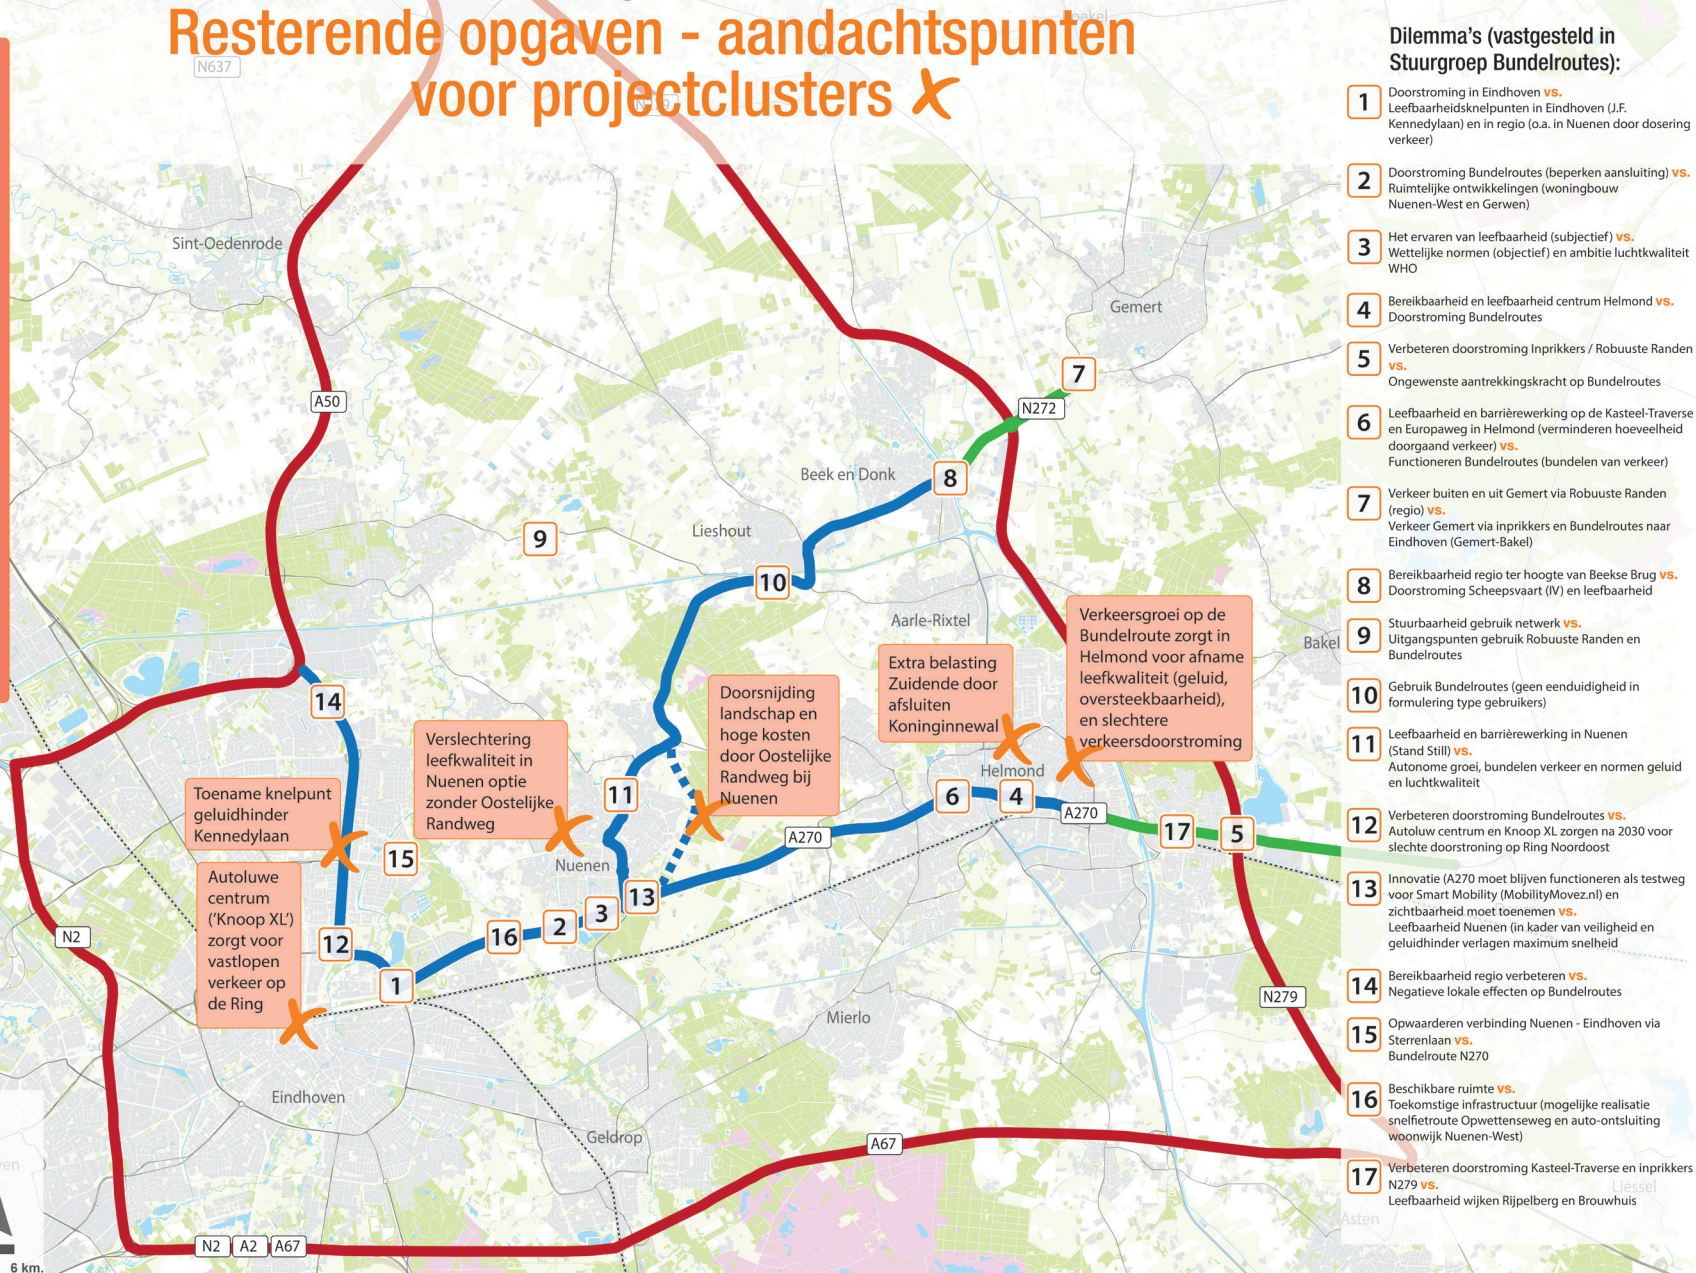 Resterende opgaven - aandachtspunten
voor projectclusters
N637
Sint-Oedenrode
A50
Gemert
7
N272
Beek en Donk
8
Lieshout
9
10
Aarle-Rixtel
Bakel
Verkeersgroei op de
Bundelroute zorgt in
Helmond voor afname
leefkwaliteit (geluid,
oversteekbaarheid),
en slechtere
verkeersdoorstroming
Extra belasting
Zuidende door
afsluiten
Koninginnewal
Doorsnijding
landschap en
hoge kosten
door Oostelijke
Randweg bij
Nuenen
14
Verslechtering
leefkwaliteit in
Nuenen optie
zonder Oostelijke
Randweg
Toename knelpunt
geluidhinder
Kennedylaan
Helmond
11
6
4
A270
A270
17
5
15
Nuenen
Autoluwe
centrum
('Knoop XL')
zorgt voor
vastlopen
verkeer op
de Ring
13
3
2
16
12
1
N2
N279
Mierlo
Eindhoven
Geldrop
A67
N2
A2
A67
6 km.
Liessel
Asten
Dilemma's (vastgesteld in
Stuurgroep Bundelroutes):
1
Doorstroming in Eindhoven vs.
Leefbaarheidsknelpunten in Eindhoven (J.F.
Kennedylaan) en in regio (o.a. in Nuenen door dosering
verkeer)
2
Doorstroming Bundelroutes (beperken aansluiting) vs.
Ruimtelijke ontwikkelingen (woningbouw
Nuenen-West en Gerwen)
3
Het ervaren van leefbaarheid (subjectief) vs.
Wettelijke normen (objectief) en ambitie luchtkwaliteit
WHO
4
Bereikbaarheid en leefbaarheid centrum Helmond vs.
Doorstroming Bundelroutes
5
Verbeteren doorstroming Inprikkers / Robuuste Randen
vs.
Ongewenste aantrekkingskracht op Bundelroutes
6
Leefbaarheid en barrièrewerking op de Kasteel-Traverse
en Europaweg in Helmond (verminderen hoeveelheid
doorgaand verkeer) vs.
Functioneren Bundelroutes (bundelen van verkeer)
7
Verkeer buiten en uit Gemert via Robuuste Randen
(regio) vs.
Verkeer Gemert via inprikkers en Bundelroutes naar
Eindhoven (Gemert-Bakel)
8
Bereikbaarheid regio ter hoogte van Beekse Brug vs.
Doorstroming Scheepsvaart (IV) en leefbaarheid
9
Stuurbaarheid gebruik netwerk vs.
Uitgangspunten gebruik Robuuste Randen en
Bundelroutes
10
Gebruik Bundelroutes (geen eenduidigheid in
formulering type gebruikers)
11
Leefbaarheid en barrièrewerking in Nuenen
(Stand Still) vs.
Autonome groei, bundelen verkeer en normen geluid
en luchtkwaliteit
12
Verbeteren doorstroming Bundelroutes vs.
Autoluw centrum en Knoop XL zorgen na 2030 voor
slechte doorstroning op Ring Noordoost
13
Innovatie (A270 moet blijven functioneren als testweg
voor Smart Mobility (MobilityMovez.nl) en
zichtbaarheid moet toenemen vs.
Leefbaarheid Nuenen (in kader van veiligheid en
geluidhinder verlagen maximum snelheid
14
Bereikbaarheid regio verbeteren vs.
Negatieve lokale effecten op Bundelroutes
15
Opwaarderen verbinding Nuenen - Eindhoven via
Sterrenlaan vs.
Bundelroute N270
16
Beschikbare ruimte vs.
Toekomstige infrastructuur (mogelijke realisatie
snelfietroute Opwettenseweg en auto-ontsluiting
woonwijk Nuenen-West)
17
Verbeteren doorstroming Kasteel-Traverse en inprikkers
N279 vs.
Leefbaarheid wijken Rijpelberg en Brouwhuis